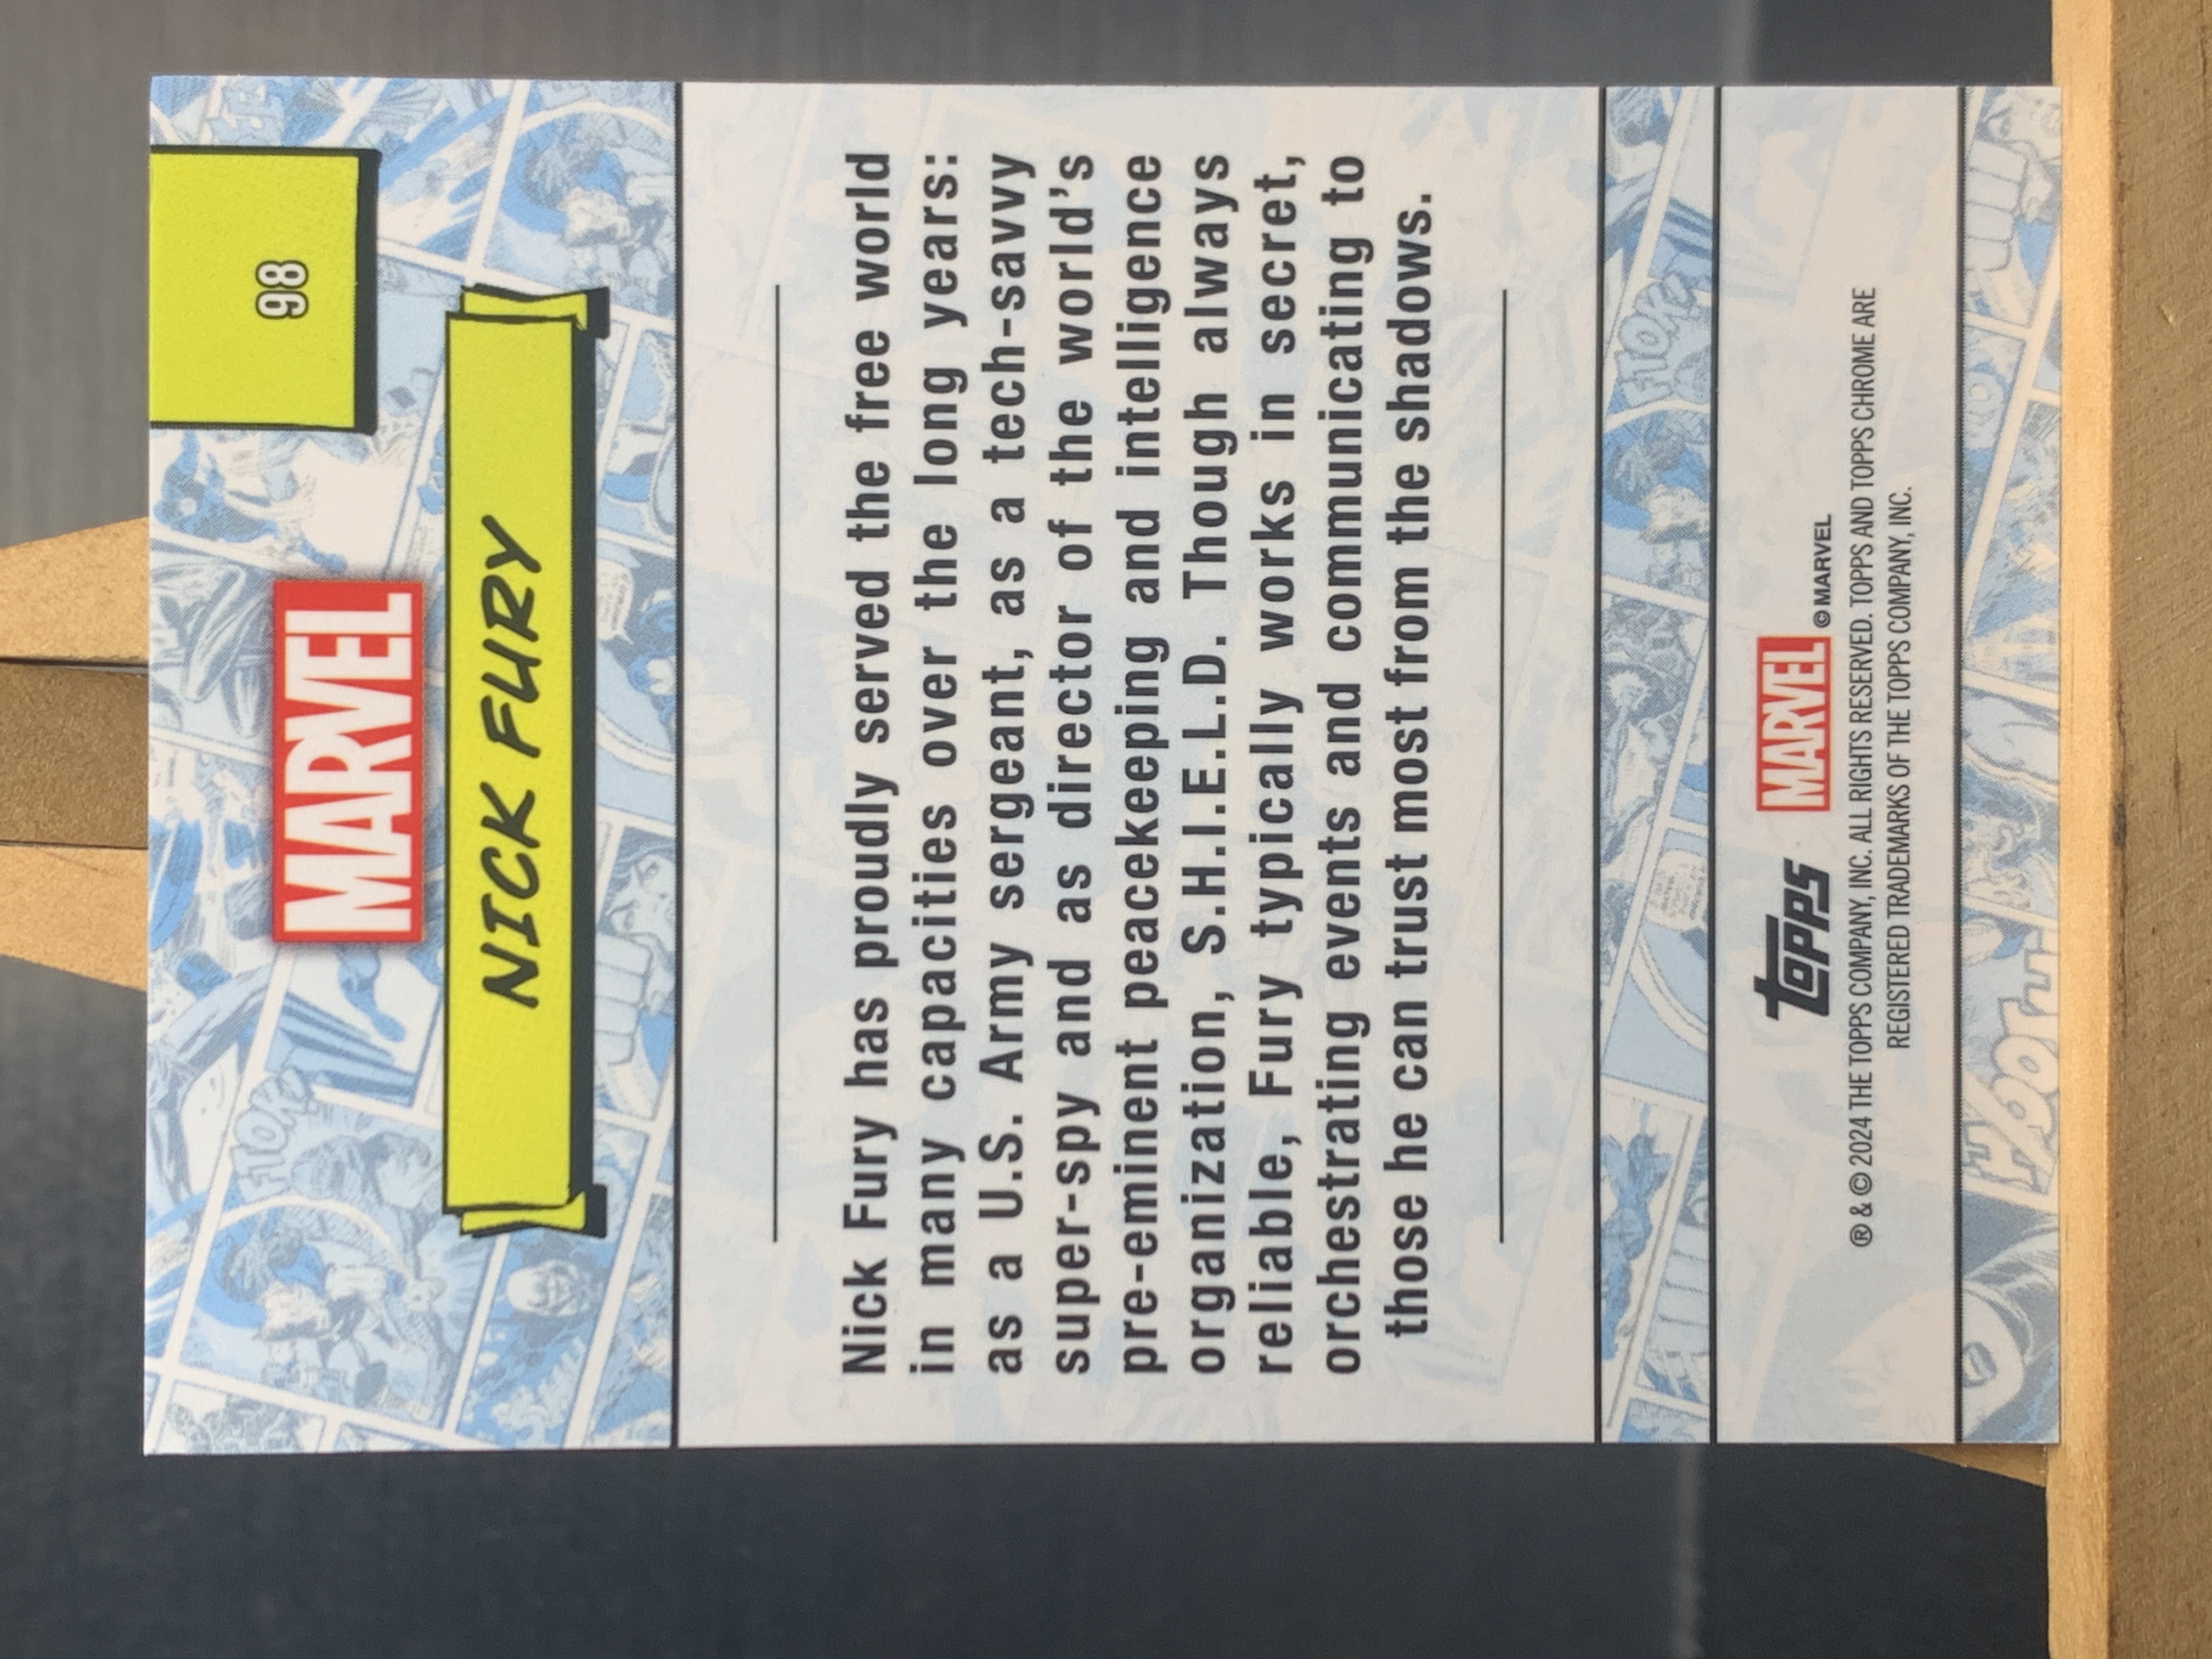 98
MARVEL
NICK FURY
Nick Fury has proudly served the free world
in many capacities over the long years:
as a U.S. Army sergeant, as a tech-savvy
super-spy and as director of the world's
pre-eminent peacekeeping and intelligence
organization, S.H.I.E.L.D. Though always
reliable, Fury typically works in secret,
orchestrating events and communicating to
those he can trust most from the shadows.
FTOK!
FTOK!
topps MARVEL © MARVEL
® & © 2024 THE TOPPS COMPANY, INC. ALL RIGHTS RESERVED. TOPPS AND TOPPS CHROME ARE
REGISTERED TRADEMARKS OF THE TOPPS COMPANY, INC.